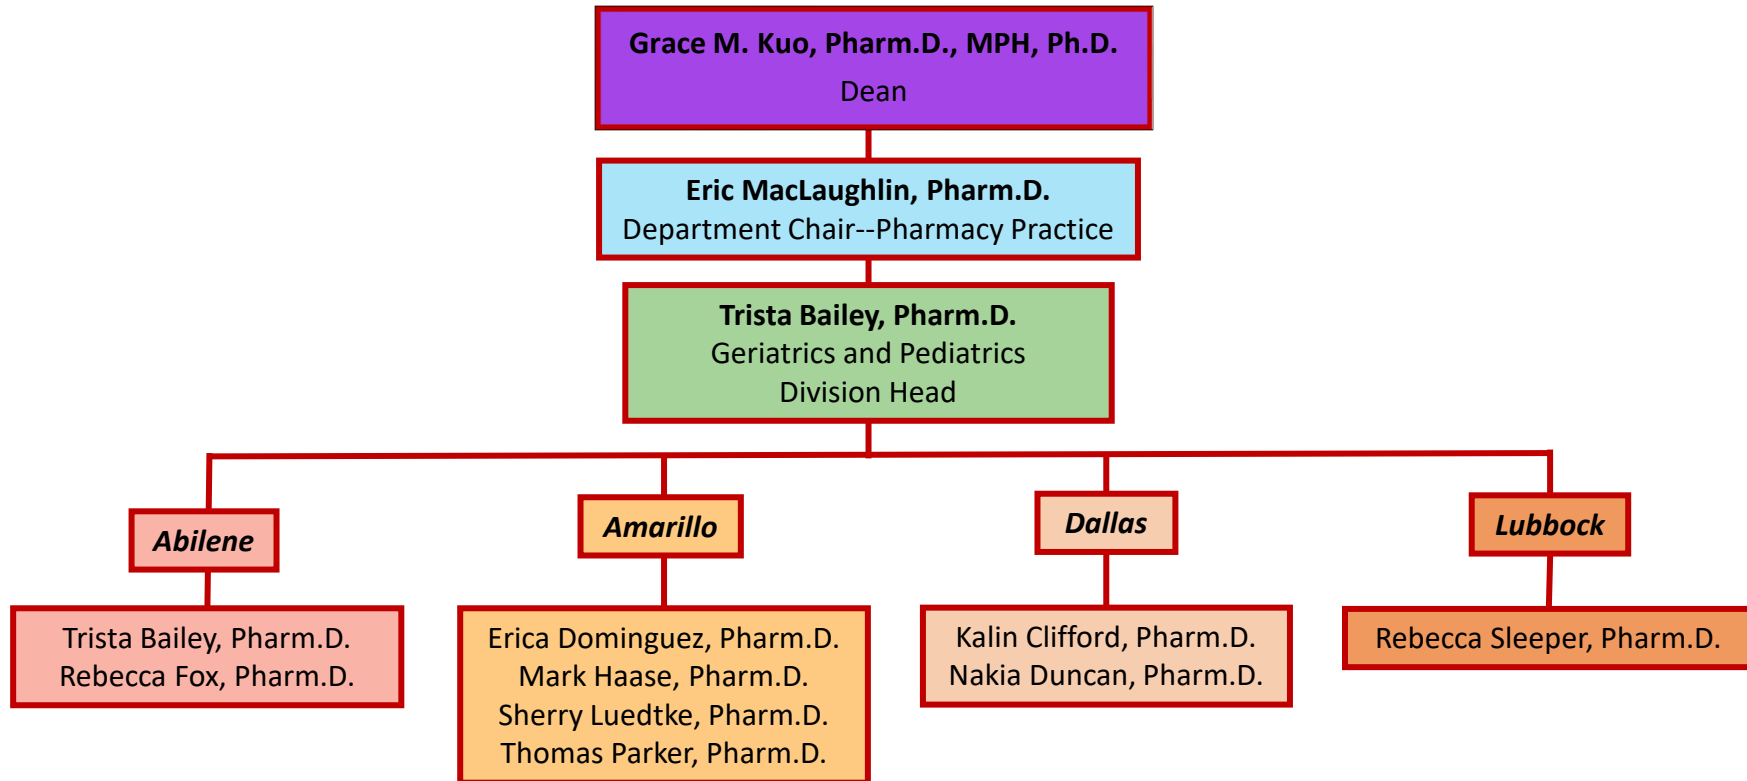 Grace M. Kuo, Pharm.D., MPH, Ph.D.
Dean
Eric MacLaughlin, Pharm.D.
Department Chair--Pharmacy Practice
Trista Bailey, Pharm.D.
Geriatrics and Pediatrics
Division Head
Abilene
Trista Bailey, Pharm.D.
Rebecca Fox, Pharm.D.
Amarillo
Erica Dominguez, Pharm.D.
Mark Haase, Pharm.D.
Sherry Luedtke, Pharm.D.
Thomas Parker, Pharm.D.
Dallas
Kalin Clifford, Pharm.D.
Nakia Duncan, Pharm.D.
Lubbock
Rebecca Sleeper, Pharm.D.